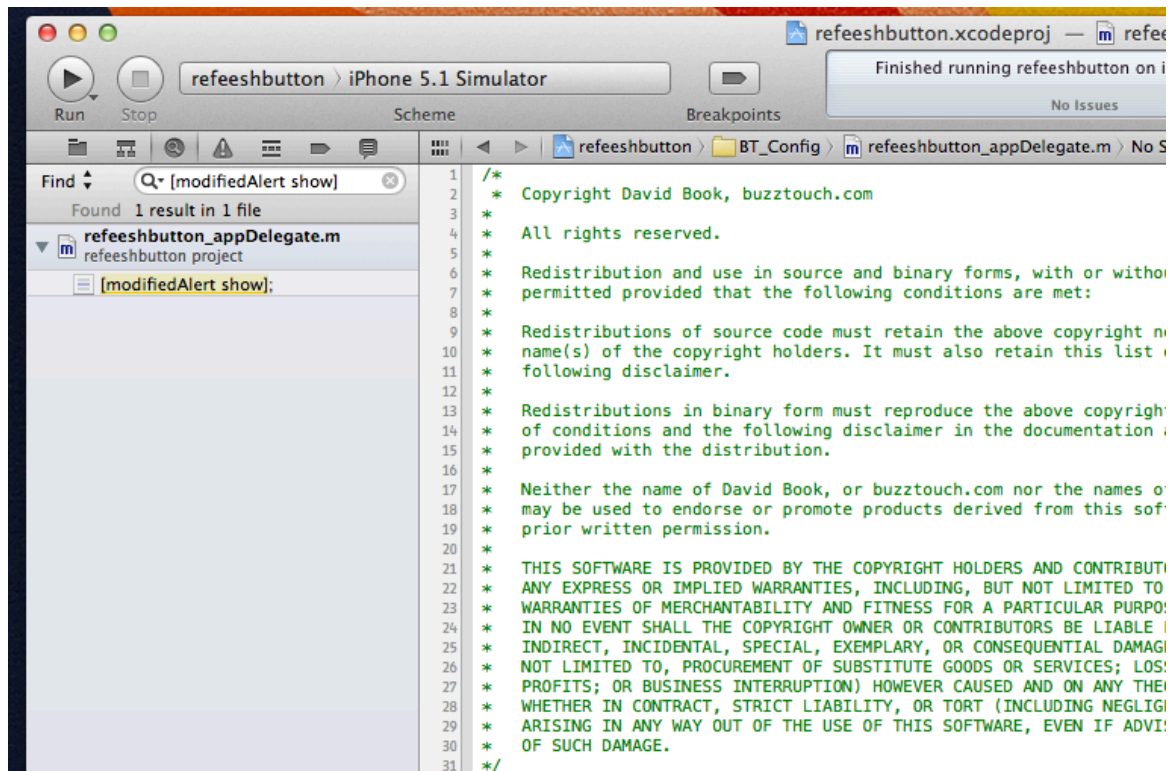 refeeshbutton.xcodeproj — refee
refeeshbutton iPhone 5.1 Simulator
Finished running refeeshbutton on i
No Issues
Run Stop Scheme Breakpoints
refeeshbutton BT_Config refeeshbutton_appDelegate.m No S
Find [modifiedAlert show]
Found 1 result in 1 file
refeeshbutton_appDelegate.m
refeeshbutton project
[modifiedAlert show];
1 /*
2 * Copyright David Book, buzztouch.com
3 *
4 * All rights reserved.
5 *
6 * Redistribution and use in source and binary forms, with or withou
7 * permitted provided that the following conditions are met:
8 *
9 * Redistributions of source code must retain the above copyright n
10 * name(s) of the copyright holders. It must also retain this list
11 * following disclaimer.
12 *
13 * Redistributions in binary form must reproduce the above copyright
14 * of conditions and the following disclaimer in the documentation
15 * provided with the distribution.
16 *
17 * Neither the name of David Book, or buzztouch.com nor the names of
18 * may be used to endorse or promote products derived from this sof
19 * prior written permission.
20 *
21 * THIS SOFTWARE IS PROVIDED BY THE COPYRIGHT HOLDERS AND CONTRIBUTO
22 * ANY EXPRESS OR IMPLIED WARRANTIES, INCLUDING, BUT NOT LIMITED TO
23 * WARRANTIES OF MERCHANTABILITY AND FITNESS FOR A PARTICULAR PURPOS
24 * IN NO EVENT SHALL THE COPYRIGHT OWNER OR CONTRIBUTORS BE LIABLE
25 * INDIRECT, INCIDENTAL, SPECIAL, EXEMPLARY, OR CONSEQUENTIAL DAMAGE
26 * NOT LIMITED TO, PROCUREMENT OF SUBSTITUTE GOODS OR SERVICES; LOSS
27 * PROFITS; OR BUSINESS INTERRUPTION) HOWEVER CAUSED AND ON ANY THEO
28 * WHETHER IN CONTRACT, STRICT LIABILITY, OR TORT (INCLUDING NEGLIGE
29 * ARISING IN ANY WAY OUT OF THE USE OF THIS SOFTWARE, EVEN IF ADVIS
30 * OF SUCH DAMAGE.
31 */